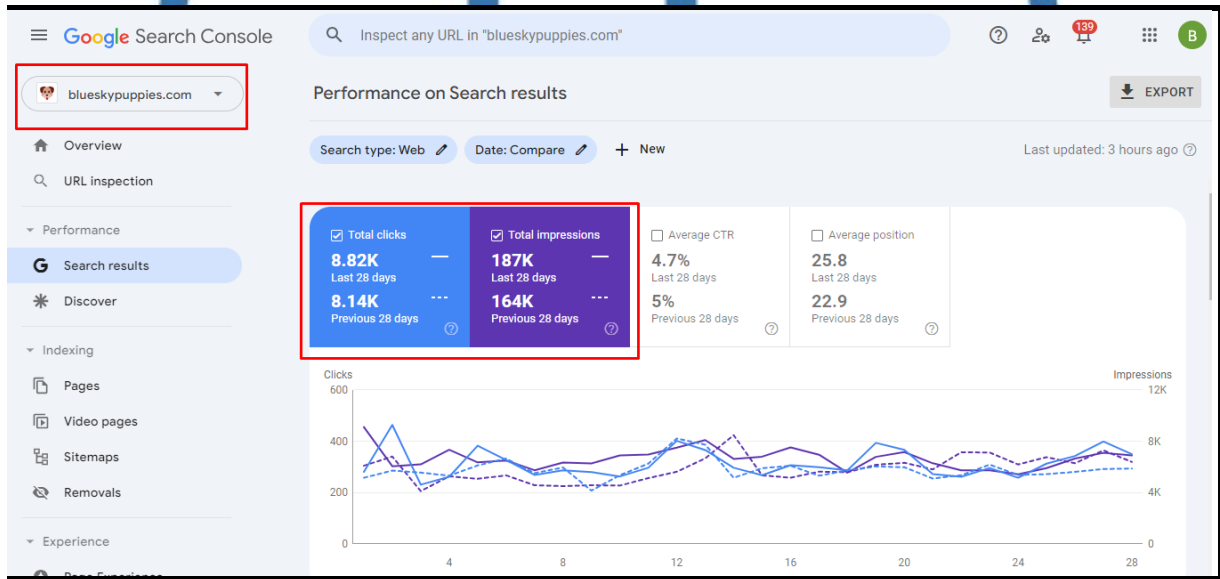 Google Search Console
Inspect any URL in "blueskypuppies.com"
139
B
blueskypuppies.com
Performance on Search results
EXPORT
Search type: Web
Date: Compare
New
Last updated: 3 hours ago
Overview
URL inspection
Performance
Search results
Discover
Indexing
Pages
Video pages
Sitemaps
Removals
Experience
Page Experience
Total clicks
8.82K
Last 28 days
8.14K
Previous 28 days
Total impressions
187K
Last 28 days
164K
Previous 28 days
Average CTR
4.7%
Last 28 days
5%
Previous 28 days
Average position
25.8
Last 28 days
22.9
Previous 28 days
Clicks
Impressions
600
12K
400
8K
200
4K
0
0
4
8
12
16
20
24
28